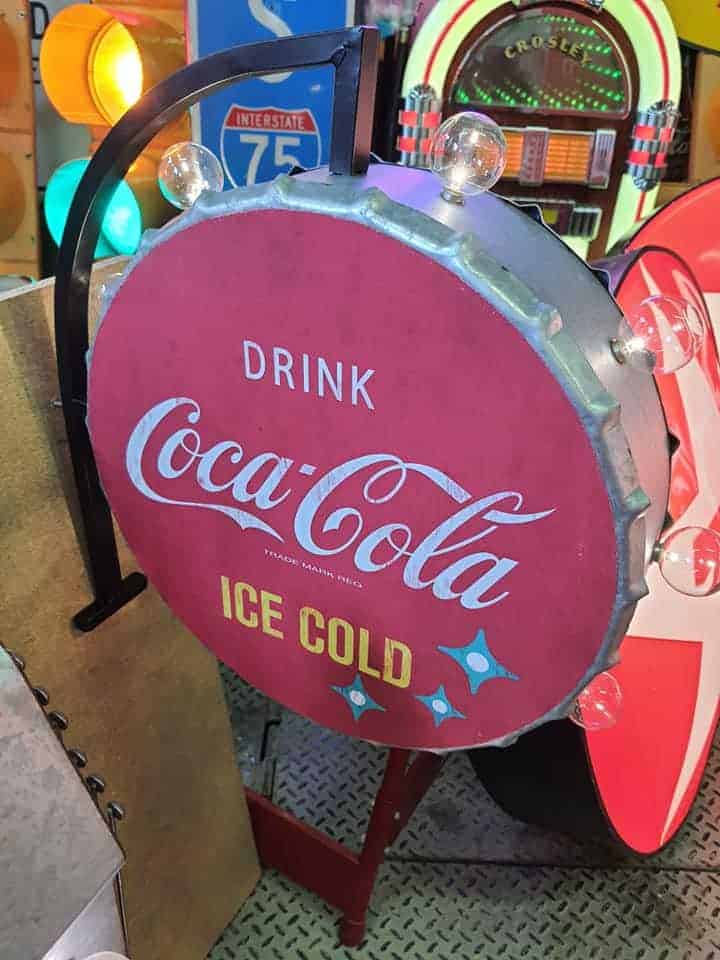 CROSLEY
S
INTERSTATE
75
D
DRINK
Coca-Cola
TRADE MARK REG
ICE COLD